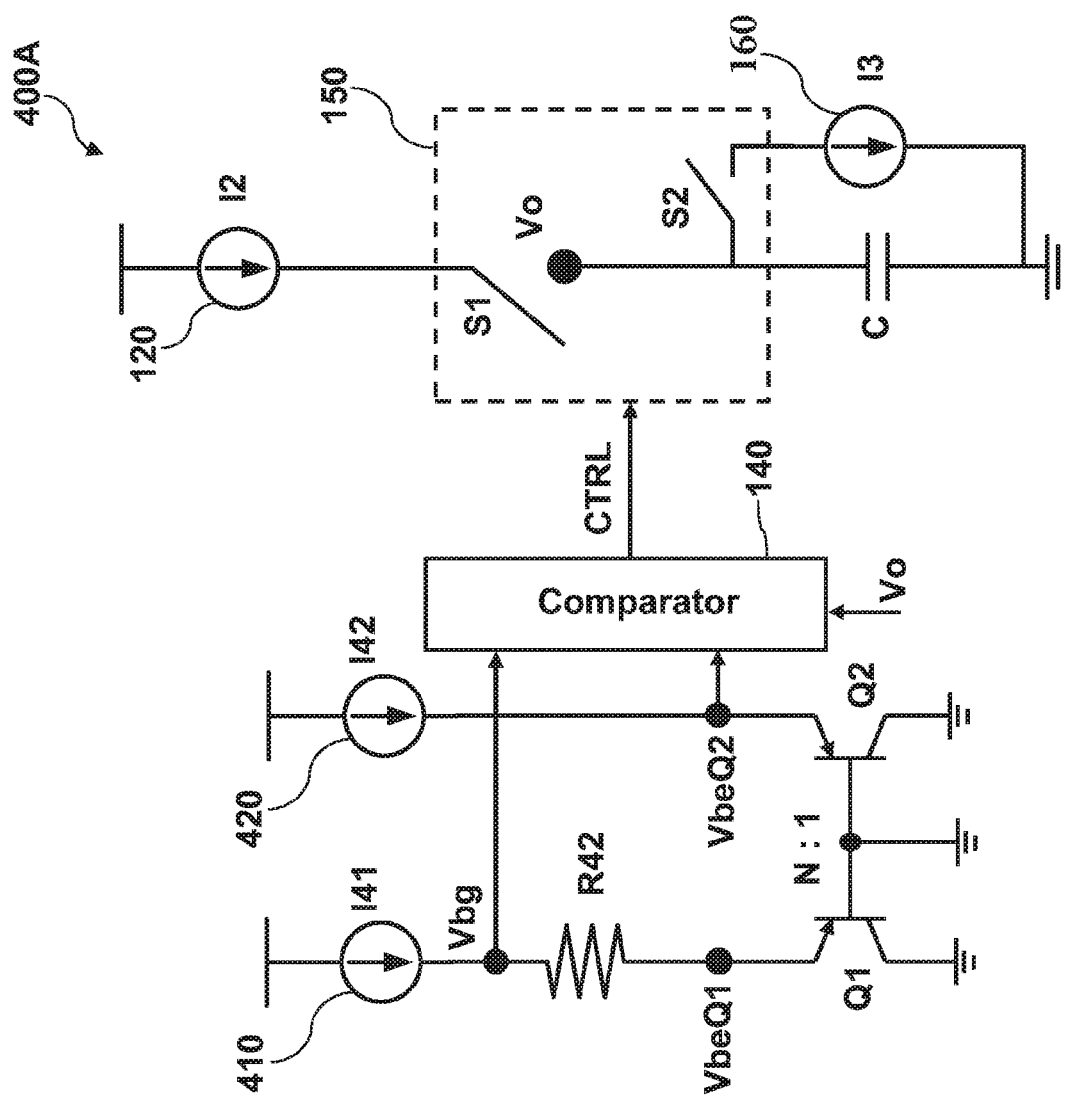 400A
I2
120
150
160
I3
Vo
S1
S2
C
CTRL
140
Comparator
Vo
I42
420
I41
410
Vbg
R42
VbeQ2
VbeQ1
N : 1
Q2
Q1